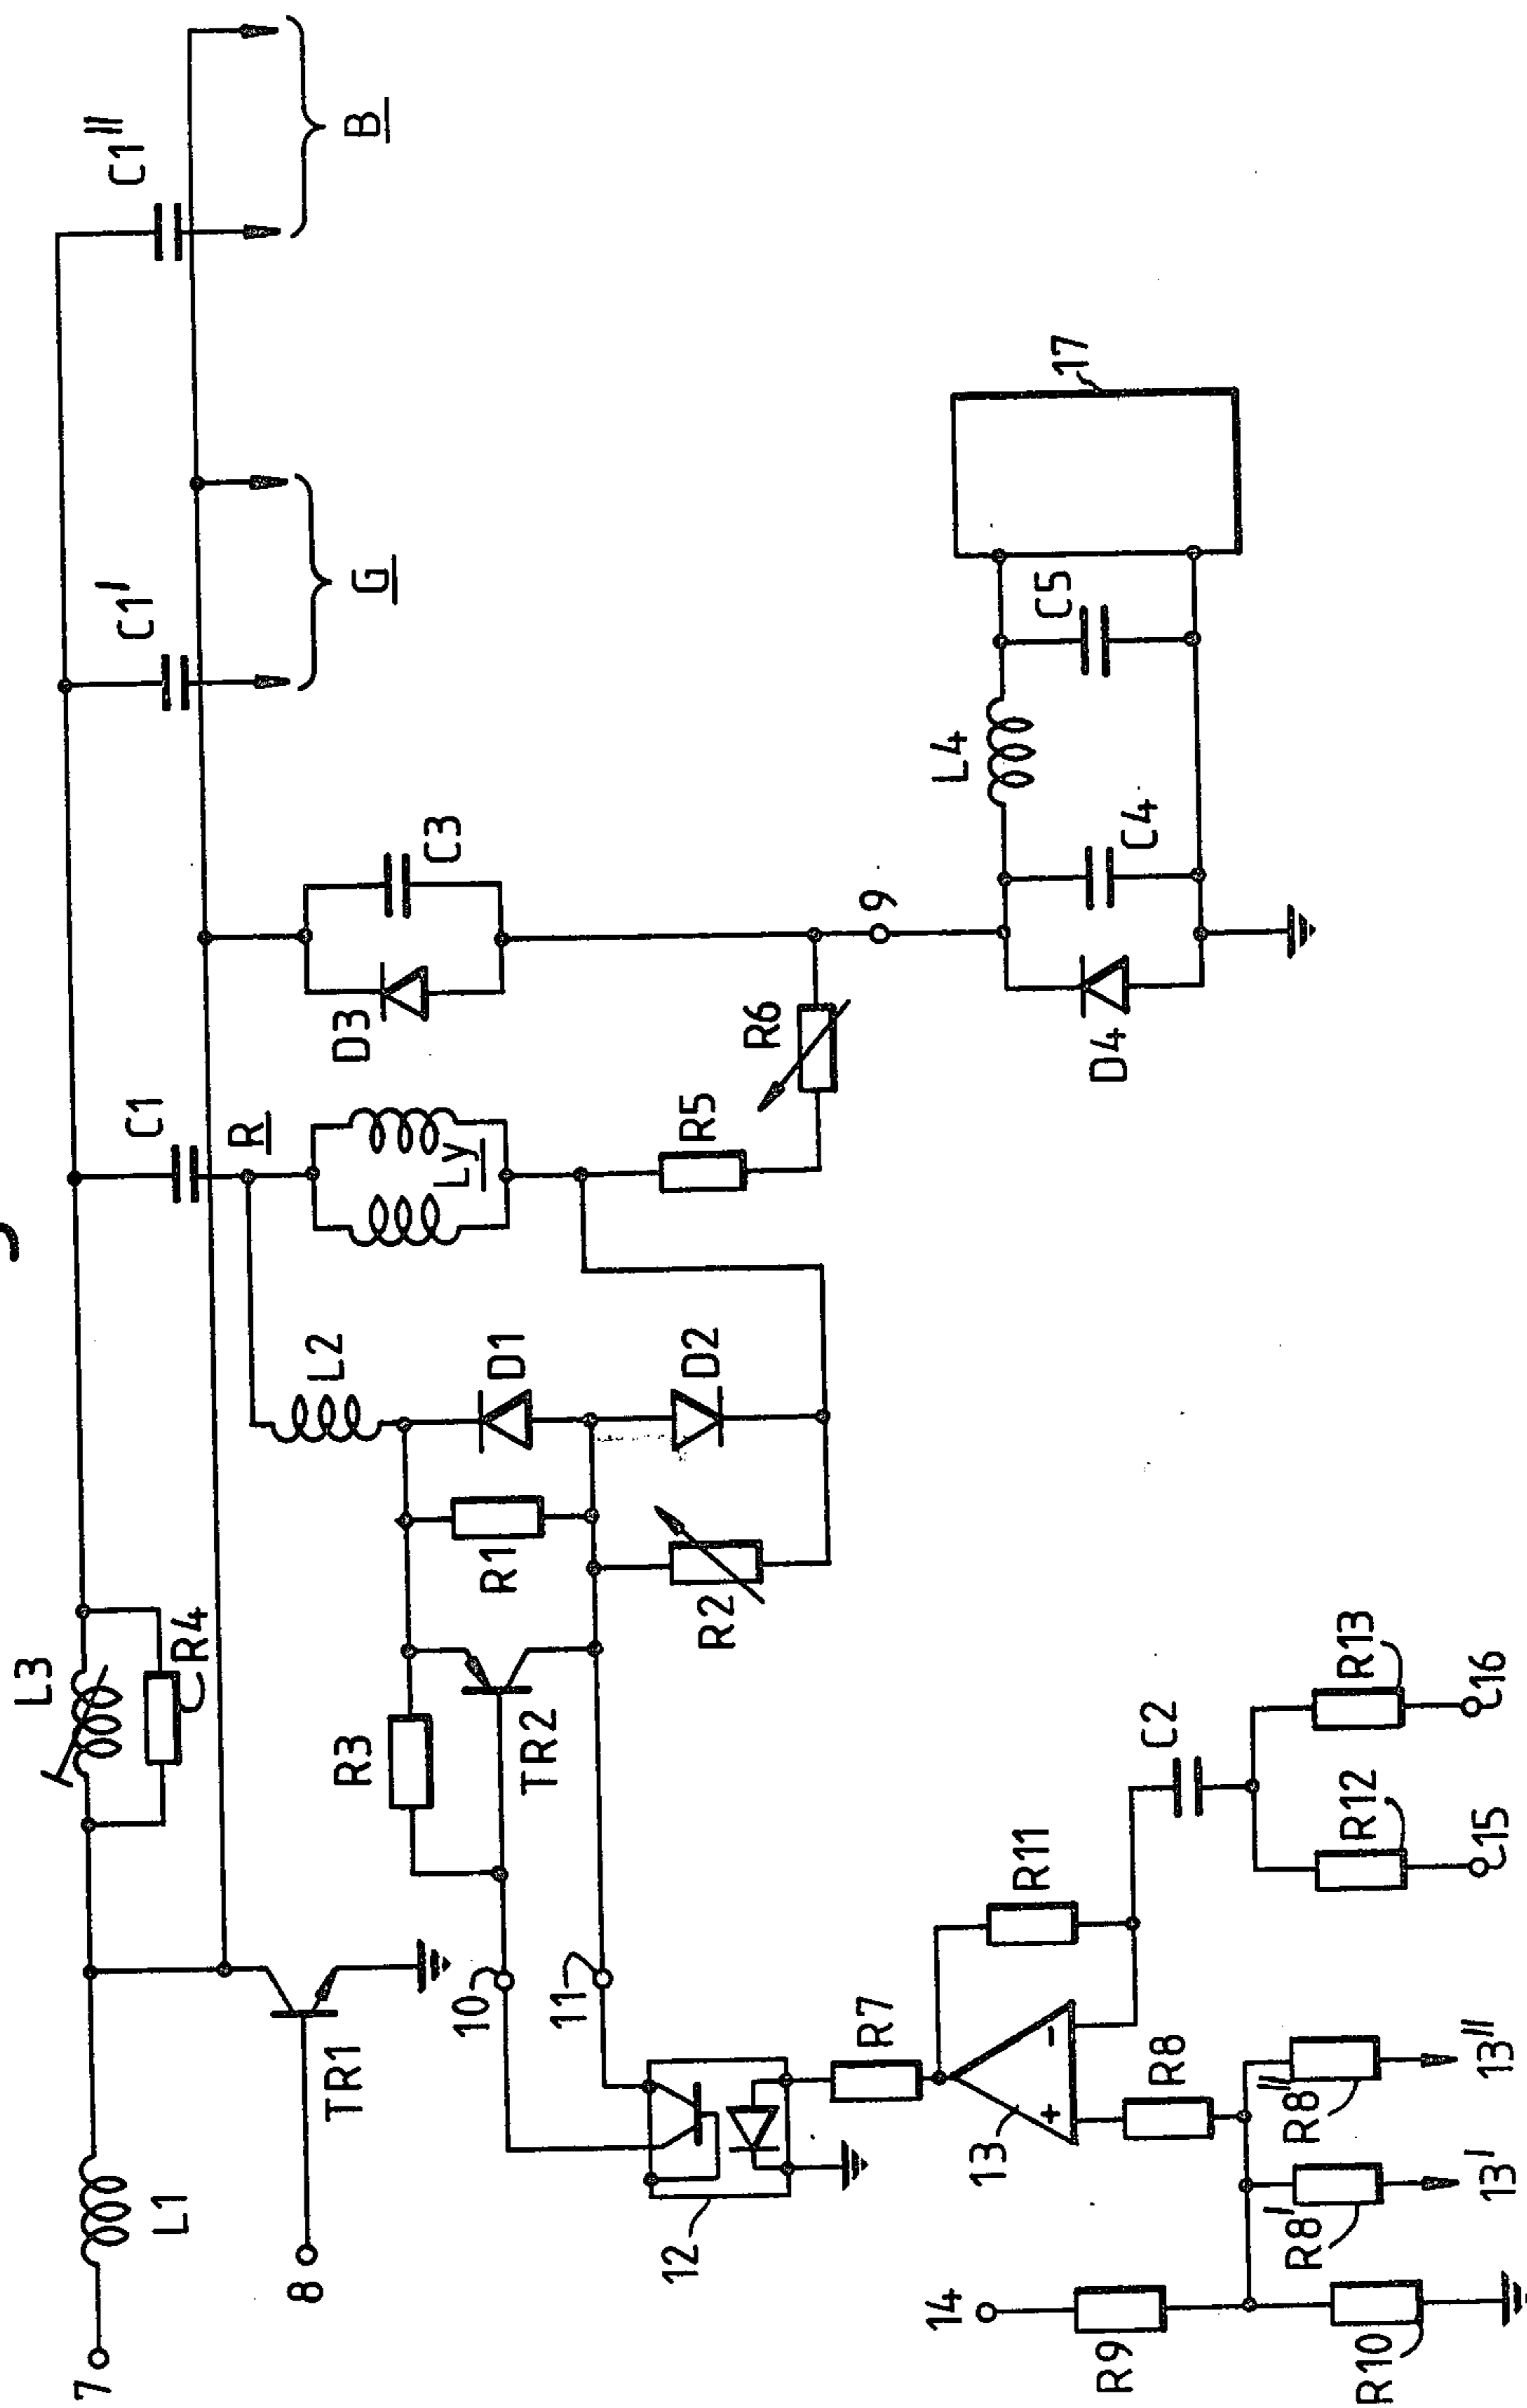 7
L1
8
TR1
L3
R4
C1
C1'
C1''
R
G
B
L2
Ly
D3
C3
R3
TR2
R1
D1
R2
D2
R5
R6
9
10
11
12
R7
13
R11
C2
R8
R8'
R8''
13'
13''
14
R9
R10
R12
R13
15
16
L4
C4
C5
D4
17
+
-